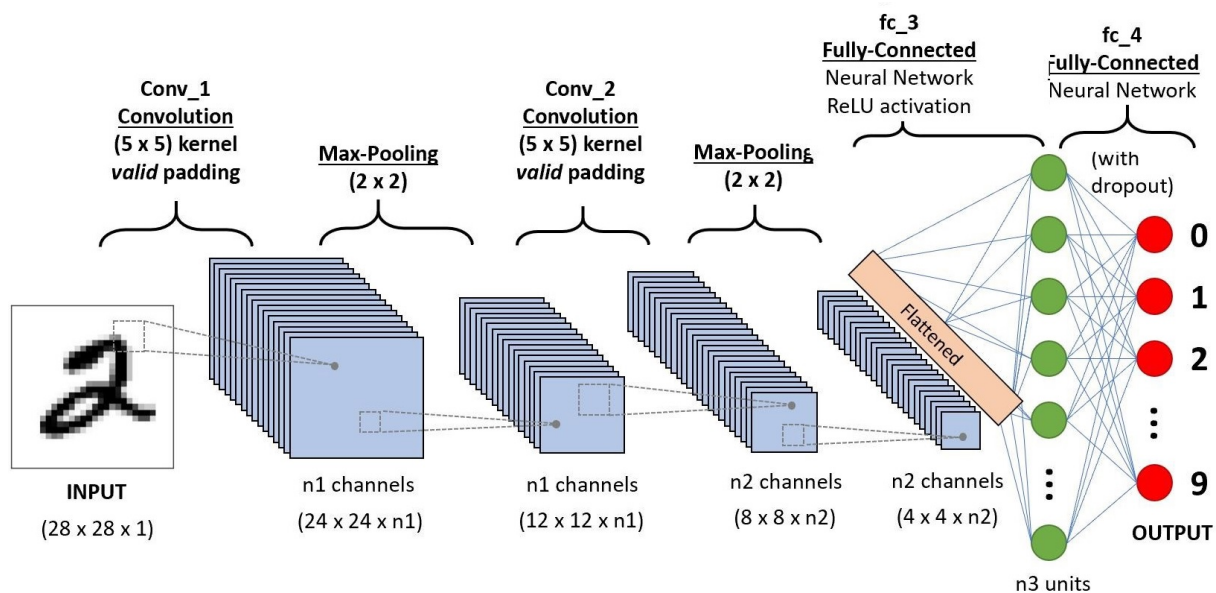 fc_3
Fully-Connected
Neural Network
ReLU activation
fc_4
Fully-Connected
Neural Network
(with
dropout)
Conv_1
Convolution
(5 x 5) kernel
valid padding
Max-Pooling
(2 x 2)
Conv_2
Convolution
(5 x 5) kernel
valid padding
Max-Pooling
(2 x 2)
Flattened
0
1
2
9
OUTPUT
INPUT
(28 x 28 x 1)
n1 channels
(24 x 24 x n1)
n1 channels
(12 x 12 x n1)
n2 channels
(8 x 8 x n2)
n2 channels
(4 x 4 x n2)
n3 units